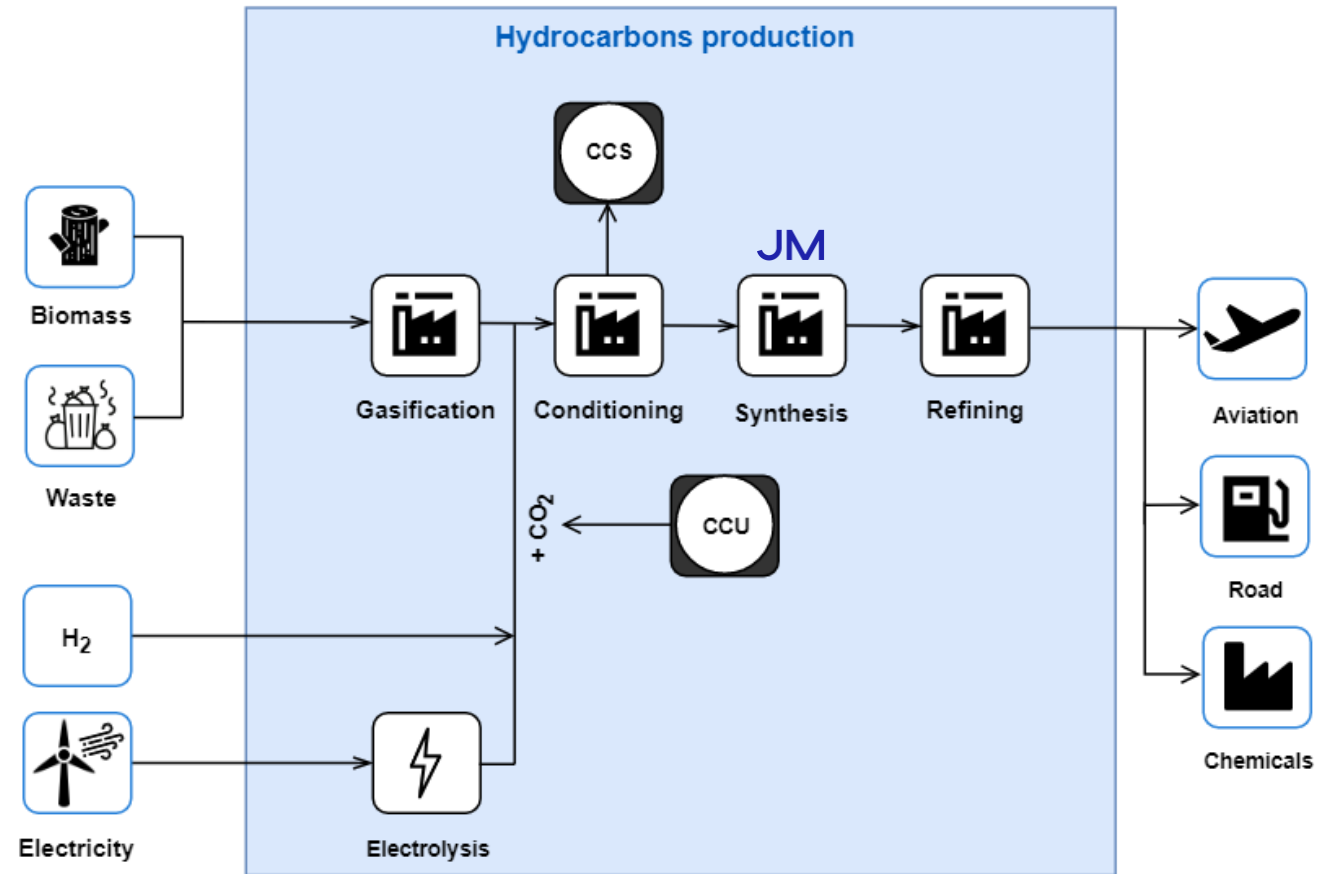 Hydrocarbons production
CCS
JM
Biomass
Gasification
Conditioning
Synthesis
Refining
Aviation
Waste
+ CO₂
CCU
Road
H₂
Chemicals
Electricity
Electrolysis